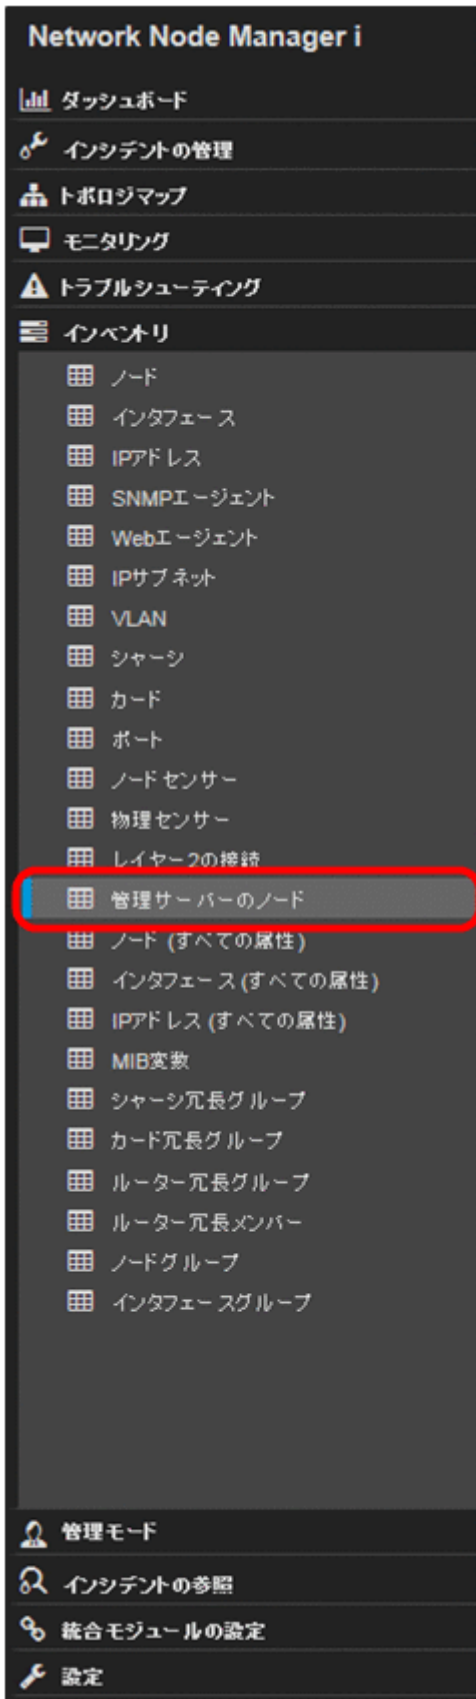 Network Node Manager i
ダッシュボード
インシデントの管理
トポロジマップ
モニタリング
トラブルシューティング
インベントリ
ノード
インタフェース
IPアドレス
SNMPエージェント
Webエージェント
IPサブネット
VLAN
シャーシ
カード
ポート
ノードセンサー
物理センサー
レイヤー2の接続
管理サーバーのノード
ノード (すべての属性)
インタフェース (すべての属性)
IPアドレス (すべての属性)
MIB変数
シャーシ冗長グループ
カード冗長グループ
ルーター冗長グループ
ルーター冗長メンバー
ノードグループ
インタフェースグループ
管理モード
インシデントの参照
統合モジュールの設定
設定